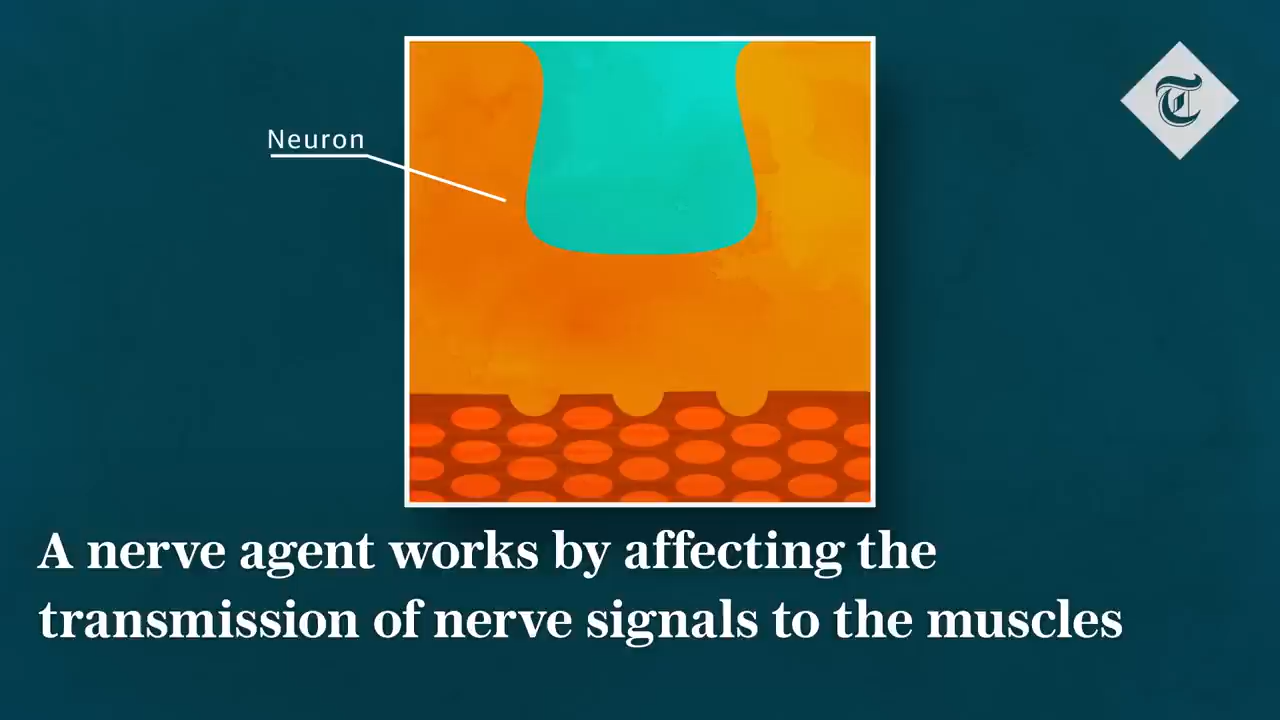 Neuron
T
A nerve agent works by affecting the
transmission of nerve signals to the muscles